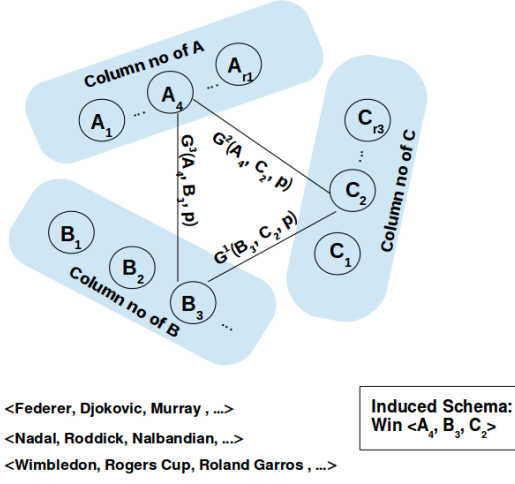 Column no of A
A1 ... A4 ... Ar1
G³(A4, B3, p)
G²(A4, C2, p)
G¹(B3, C2, p)
Cr3
...
C2
C1
Column no of C
B1
B2
B3 ...
Column no of B
<Federer, Djokovic, Murray , ...>
<Nadal, Roddick, Nalbandian, ...>
<Wimbledon, Rogers Cup, Roland Garros , ...>
Induced Schema:
Win <A4, B3, C2>